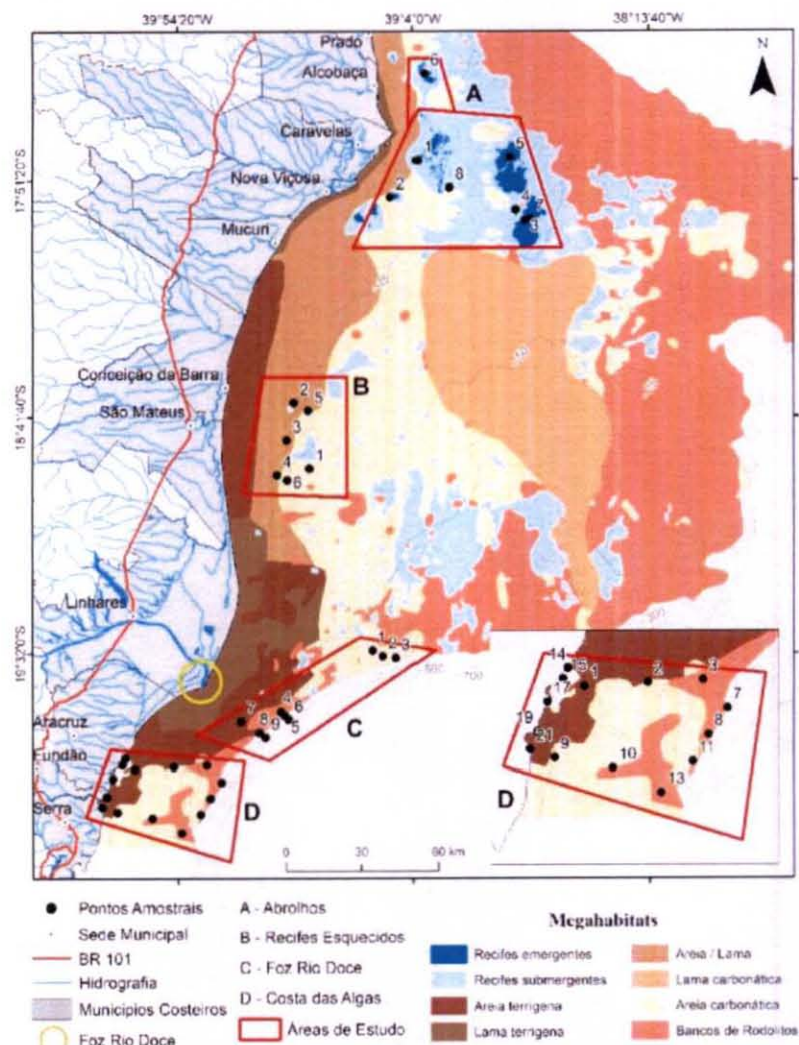 39°54'20"W
39°4'0"W
38°13'40"W
N
Prado
Alcobaça
Caravelas
Nova Viçosa
Mucuri
Conceição da Barra
São Mateus
Linhares
Aracruz
Fundão
Serra
17°51'20"S
18°41'40"S
19°32'0"S
A
6
1
5
2
8
4
7
3
B
2
5
3
1
4
6
C
1 2 3
4
6
7
8
9
5
D
D
14
15
17
1
2
3
7
19
8
21
9
10
11
13
500
700
0 30 60 km
Pontos Amostrais
Sede Municipal
BR 101
Hidrografia
Municípios Costeiros
Foz Rio Doce
A - Abrolhos
B - Recifes Esquecidos
C - Foz Rio Doce
D - Costa das Algas
Áreas de Estudo
Megahabitats
Recifes emergentes
Recifes submergentes
Areia terrígena
Lama terrígena
Areia / Lama
Lama carbonática
Areia carbonática
Bancos de Rodolitos